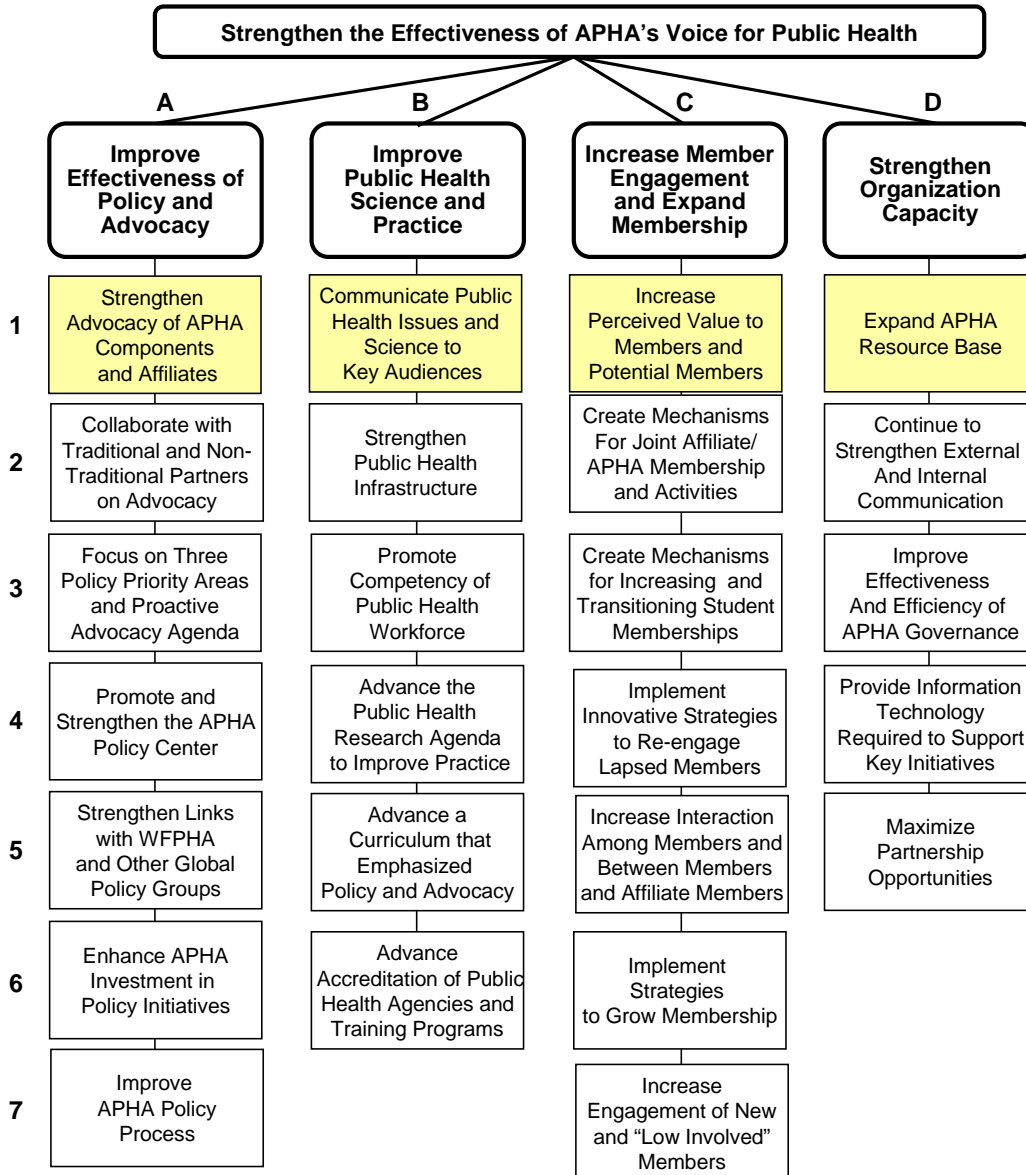 Strengthen the Effectiveness of APHA's Voice for Public Health
A
B
C
D
Improve
Effectiveness of
Policy and
Advocacy
Improve
Public Health
Science and
Practice
Increase Member
Engagement
and Expand
Membership
Strengthen
Organization
Capacity
1
Strengthen
Advocacy of APHA
Components
and Affiliates
Communicate Public
Health Issues and
Science to
Key Audiences
Increase
Perceived Value to
Members and
Potential Members
Expand APHA
Resource Base
2
Collaborate with
Traditional and Non-
Traditional Partners
on Advocacy
Strengthen
Public Health
Infrastructure
Create Mechanisms
For Joint Affiliate/
APHA Membership
and Activities
Continue to
Strengthen External
And Internal
Communication
3
Focus on Three
Policy Priority Areas
and Proactive
Advocacy Agenda
Promote
Competency of
Public Health
Workforce
Create Mechanisms
for Increasing and
Transitioning Student
Memberships
Improve
Effectiveness
And Efficiency of
APHA Governance
4
Promote and
Strengthen the APHA
Policy Center
Advance the
Public Health
Research Agenda
to Improve Practice
Implement
Innovative Strategies
to Re-engage
Lapsed Members
Provide Information
Technology
Required to Support
Key Initiatives
5
Strengthen Links
with WFPHA
and Other Global
Policy Groups
Advance a
Curriculum that
Emphasized
Policy and Advocacy
Increase Interaction
Among Members and
Between Members
and Affiliate Members
Maximize
Partnership
Opportunities
6
Enhance APHA
Investment in
Policy Initiatives
Advance
Accreditation of Public
Health Agencies and
Training Programs
Implement
Strategies
to Grow Membership
7
Improve
APHA Policy
Process
Increase
Engagement of New
and "Low Involved"
Members